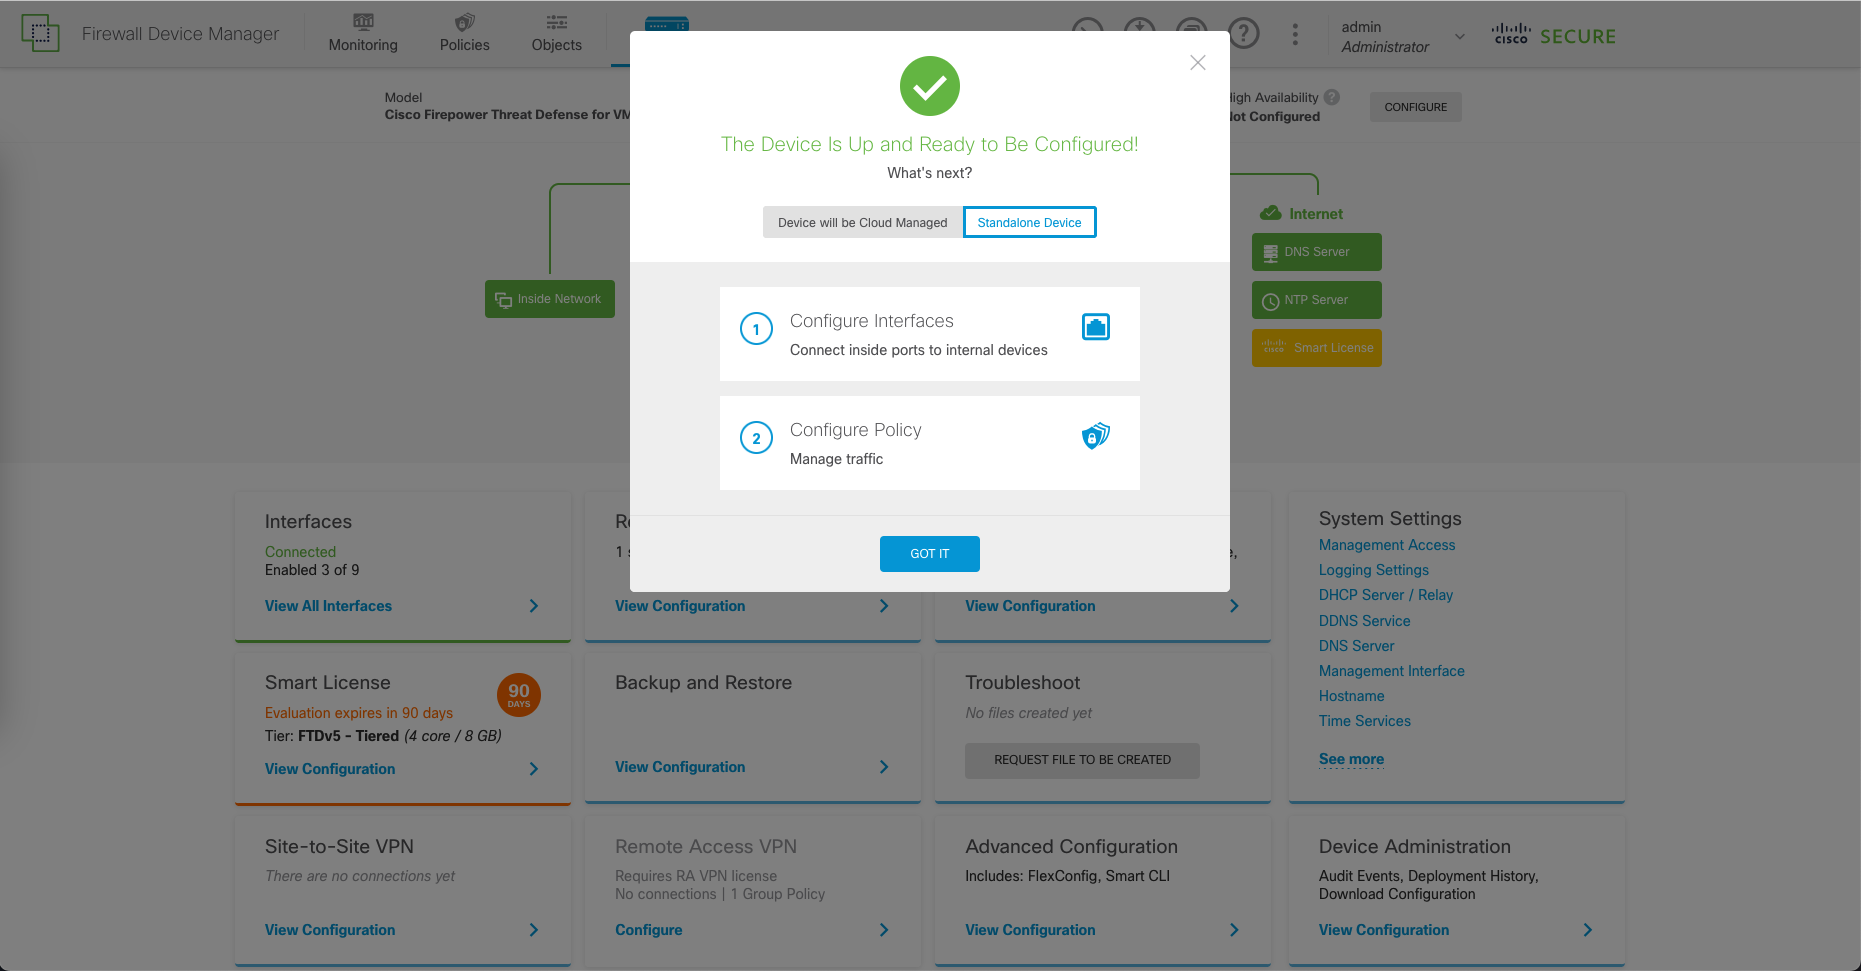 Firewall Device Manager
Monitoring
Policies
Objects
?
admin
Administrator
CISCO SECURE
Model
Cisco Firepower Threat Defense for VM
High Availability ?
Not Configured
CONFIGURE
The Device Is Up and Ready to Be Configured!
What's next?
Device will be Cloud Managed
Standalone Device
1
Configure Interfaces
Connect inside ports to internal devices
2
Configure Policy
Manage traffic
GOT IT
Inside Network
Internet
DNS Server
NTP Server
CISCO Smart License
Interfaces
Connected
Enabled 3 of 9
View All Interfaces
1
View Configuration
View Configuration
System Settings
Management Access
Logging Settings
DHCP Server / Relay
DDNS Service
DNS Server
Management Interface
Hostname
Time Services
See more
Smart License
90
DAYS
Evaluation expires in 90 days
Tier: FTDv5 - Tiered (4 core / 8 GB)
View Configuration
Backup and Restore
View Configuration
Troubleshoot
No files created yet
REQUEST FILE TO BE CREATED
Site-to-Site VPN
There are no connections yet
View Configuration
Remote Access VPN
Requires RA VPN license
No connections | 1 Group Policy
Configure
Advanced Configuration
Includes: FlexConfig, Smart CLI
View Configuration
Device Administration
Audit Events, Deployment History,
Download Configuration
View Configuration